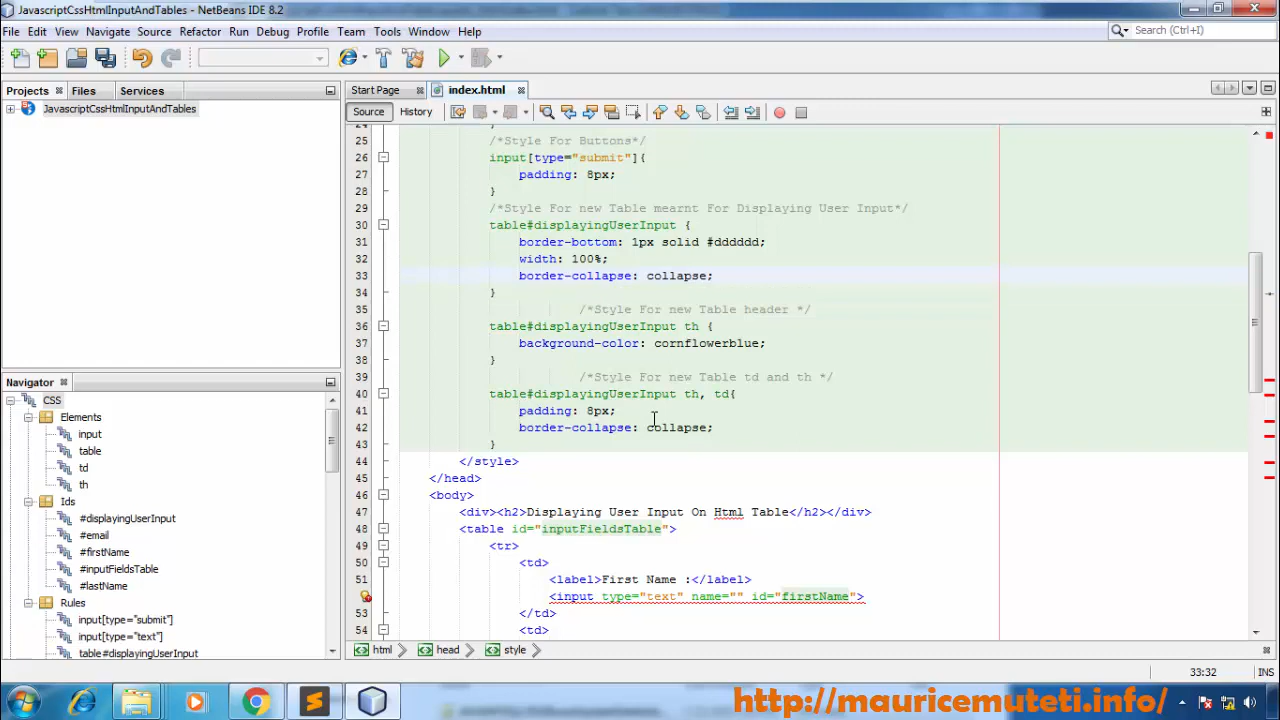 JavascriptCssHtmlInputAndTables - NetBeans IDE 8.2
File Edit View Navigate Source Refactor Run Debug Profile Team Tools Window Help
Search (Ctrl+I)
Projects Files Services
Start Page index.html
JavascriptCssHtmlInputAndTables
Source History
24
25 /*Style For Buttons*/
26 input[type="submit"]{
27 padding: 8px;
28 }
29 /*Style For new Table mearnt For Displaying User Input*/
30 table#displayingUserInput {
31 border-bottom: 1px solid #dddddd;
32 width: 100%;
33 border-collapse: collapse;
34 }
35 /*Style For new Table header */
36 table#displayingUserInput th {
37 background-color: cornflowerblue;
38 }
39 /*Style For new Table td and th */
40 table#displayingUserInput th, td{
41 padding: 8px;
42 border-collapse: collapse;
43 }
44 </style>
45 </head>
46 <body>
47 <div><h2>Displaying User Input On Html Table</h2></div>
48 <table id="inputFieldsTable">
49 <tr>
50 <td>
51 <label>First Name :</label>
<input type="text" name="" id="firstName">
53 </td>
54 <td>
Navigator
CSS
Elements
input
table
td
th
Ids
#displayingUserInput
#email
#firstName
#inputFieldsTable
#lastName
Rules
input[type="submit"]
input[type="text"]
table#displayingUserInput
html head style
33:32 INS
http://mauricemuteti.info/